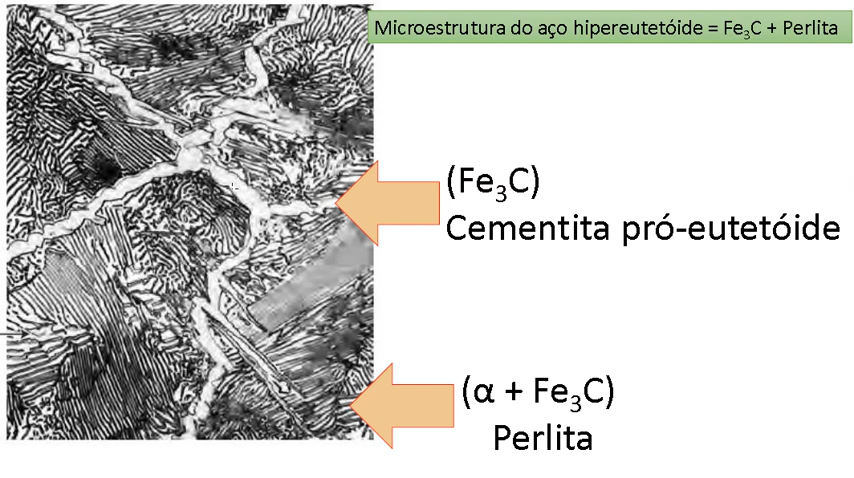 Microestrutura do aço hipereutetóide = Fe₃C + Perlita
(Fe₃C)
Cementita pró-eutetóide
(α + Fe₃C)
Perlita